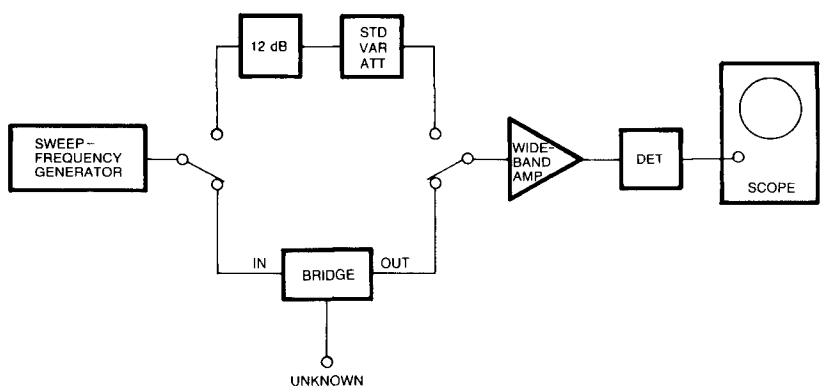 12 dB
STD
VAR
ATT
SWEEP–
FREQUENCY
GENERATOR
WIDE-
BAND
AMP
DET
SCOPE
IN
BRIDGE
OUT
UNKNOWN